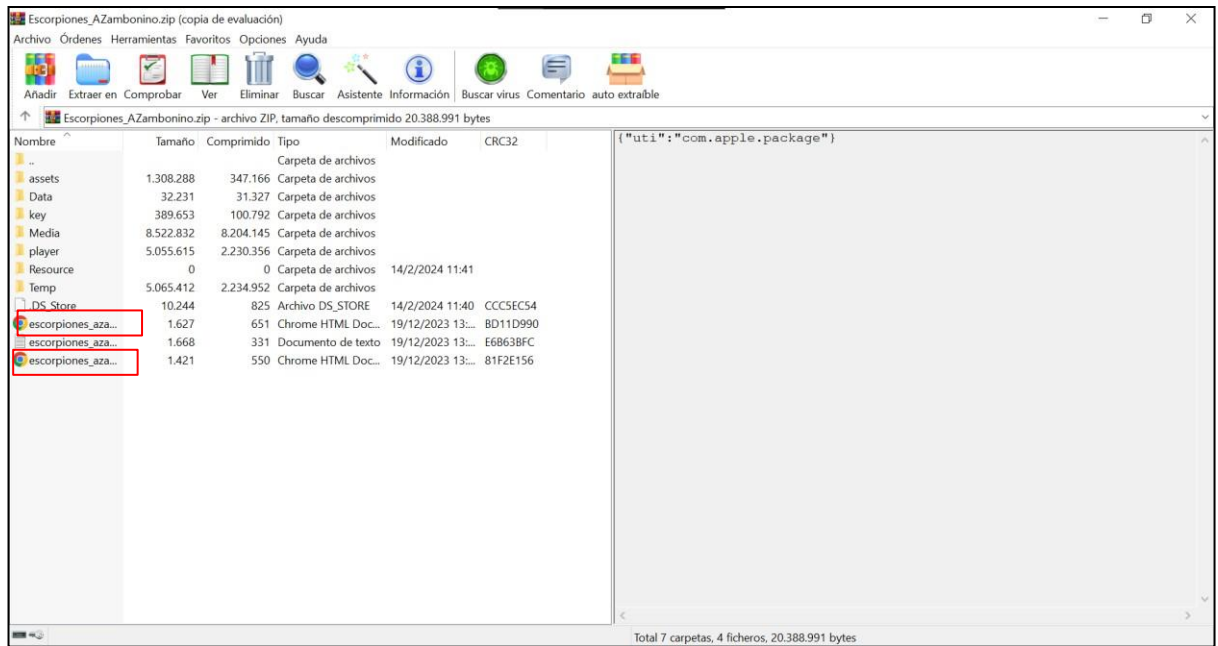 Escorpiones_AZambonino.zip (copia de evaluación)
Archivo Órdenes Herramientas Favoritos Opciones Ayuda
Añadir Extraer en Comprobar Ver Eliminar Buscar Asistente Información Buscar virus Comentario auto extraíble
Escorpiones_AZambonino.zip - archivo ZIP, tamaño descomprimido 20.388.991 bytes
Nombre Tamaño Comprimido Tipo Modificado CRC32
.. Carpeta de archivos
assets 1.308.288 347.166 Carpeta de archivos
Data 32.231 31.327 Carpeta de archivos
key 389.653 100.792 Carpeta de archivos
Media 8.522.832 8.204.145 Carpeta de archivos
player 5.055.615 2.230.356 Carpeta de archivos
Resource 0 0 Carpeta de archivos 14/2/2024 11:41
Temp 5.065.412 2.234.952 Carpeta de archivos
.DS_Store 10.244 825 Archivo DS_STORE 14/2/2024 11:40 CCC5EC54
escorpiones_aza... 1.627 651 Chrome HTML Doc... 19/12/2023 13:... BD11D990
escorpiones_aza... 1.668 331 Documento de texto 19/12/2023 13:... E6B63BFC
escorpiones_aza... 1.421 550 Chrome HTML Doc... 19/12/2023 13:... 81F2E156
{"uti":"com.apple.package"}
Total 7 carpetas, 4 ficheros, 20.388.991 bytes